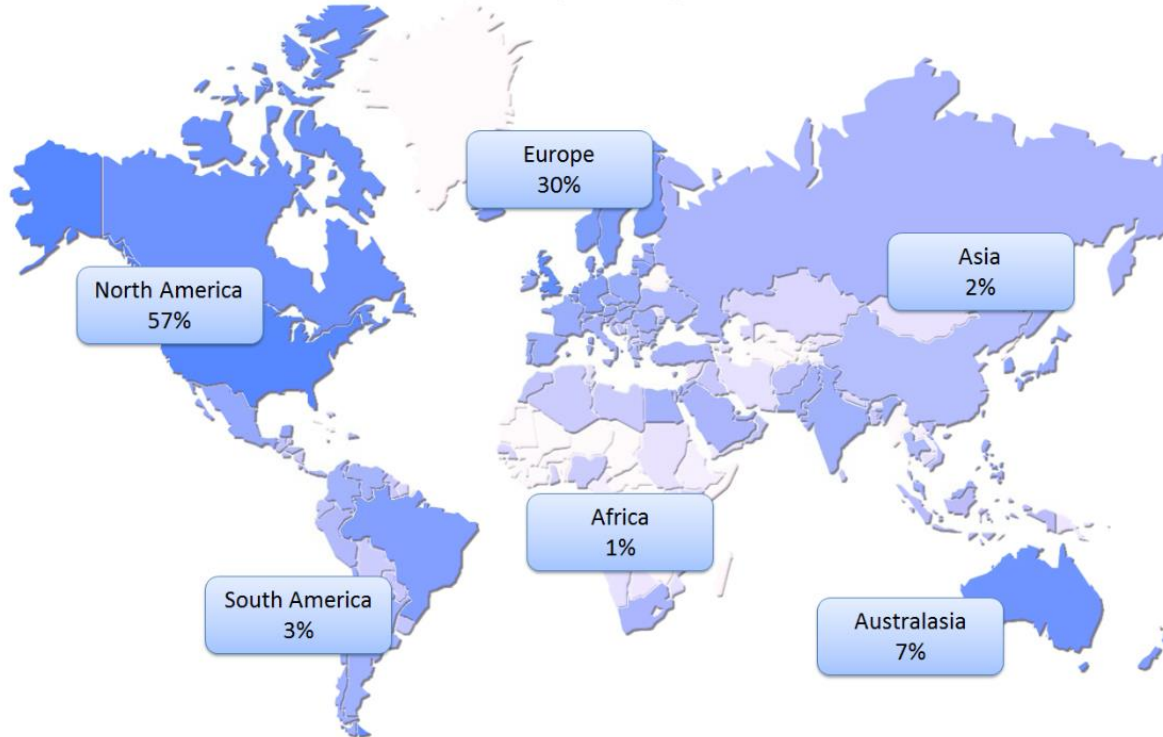 Europe
30%
Asia
2%
North America
57%
Africa
1%
South America
3%
Australasia
7%